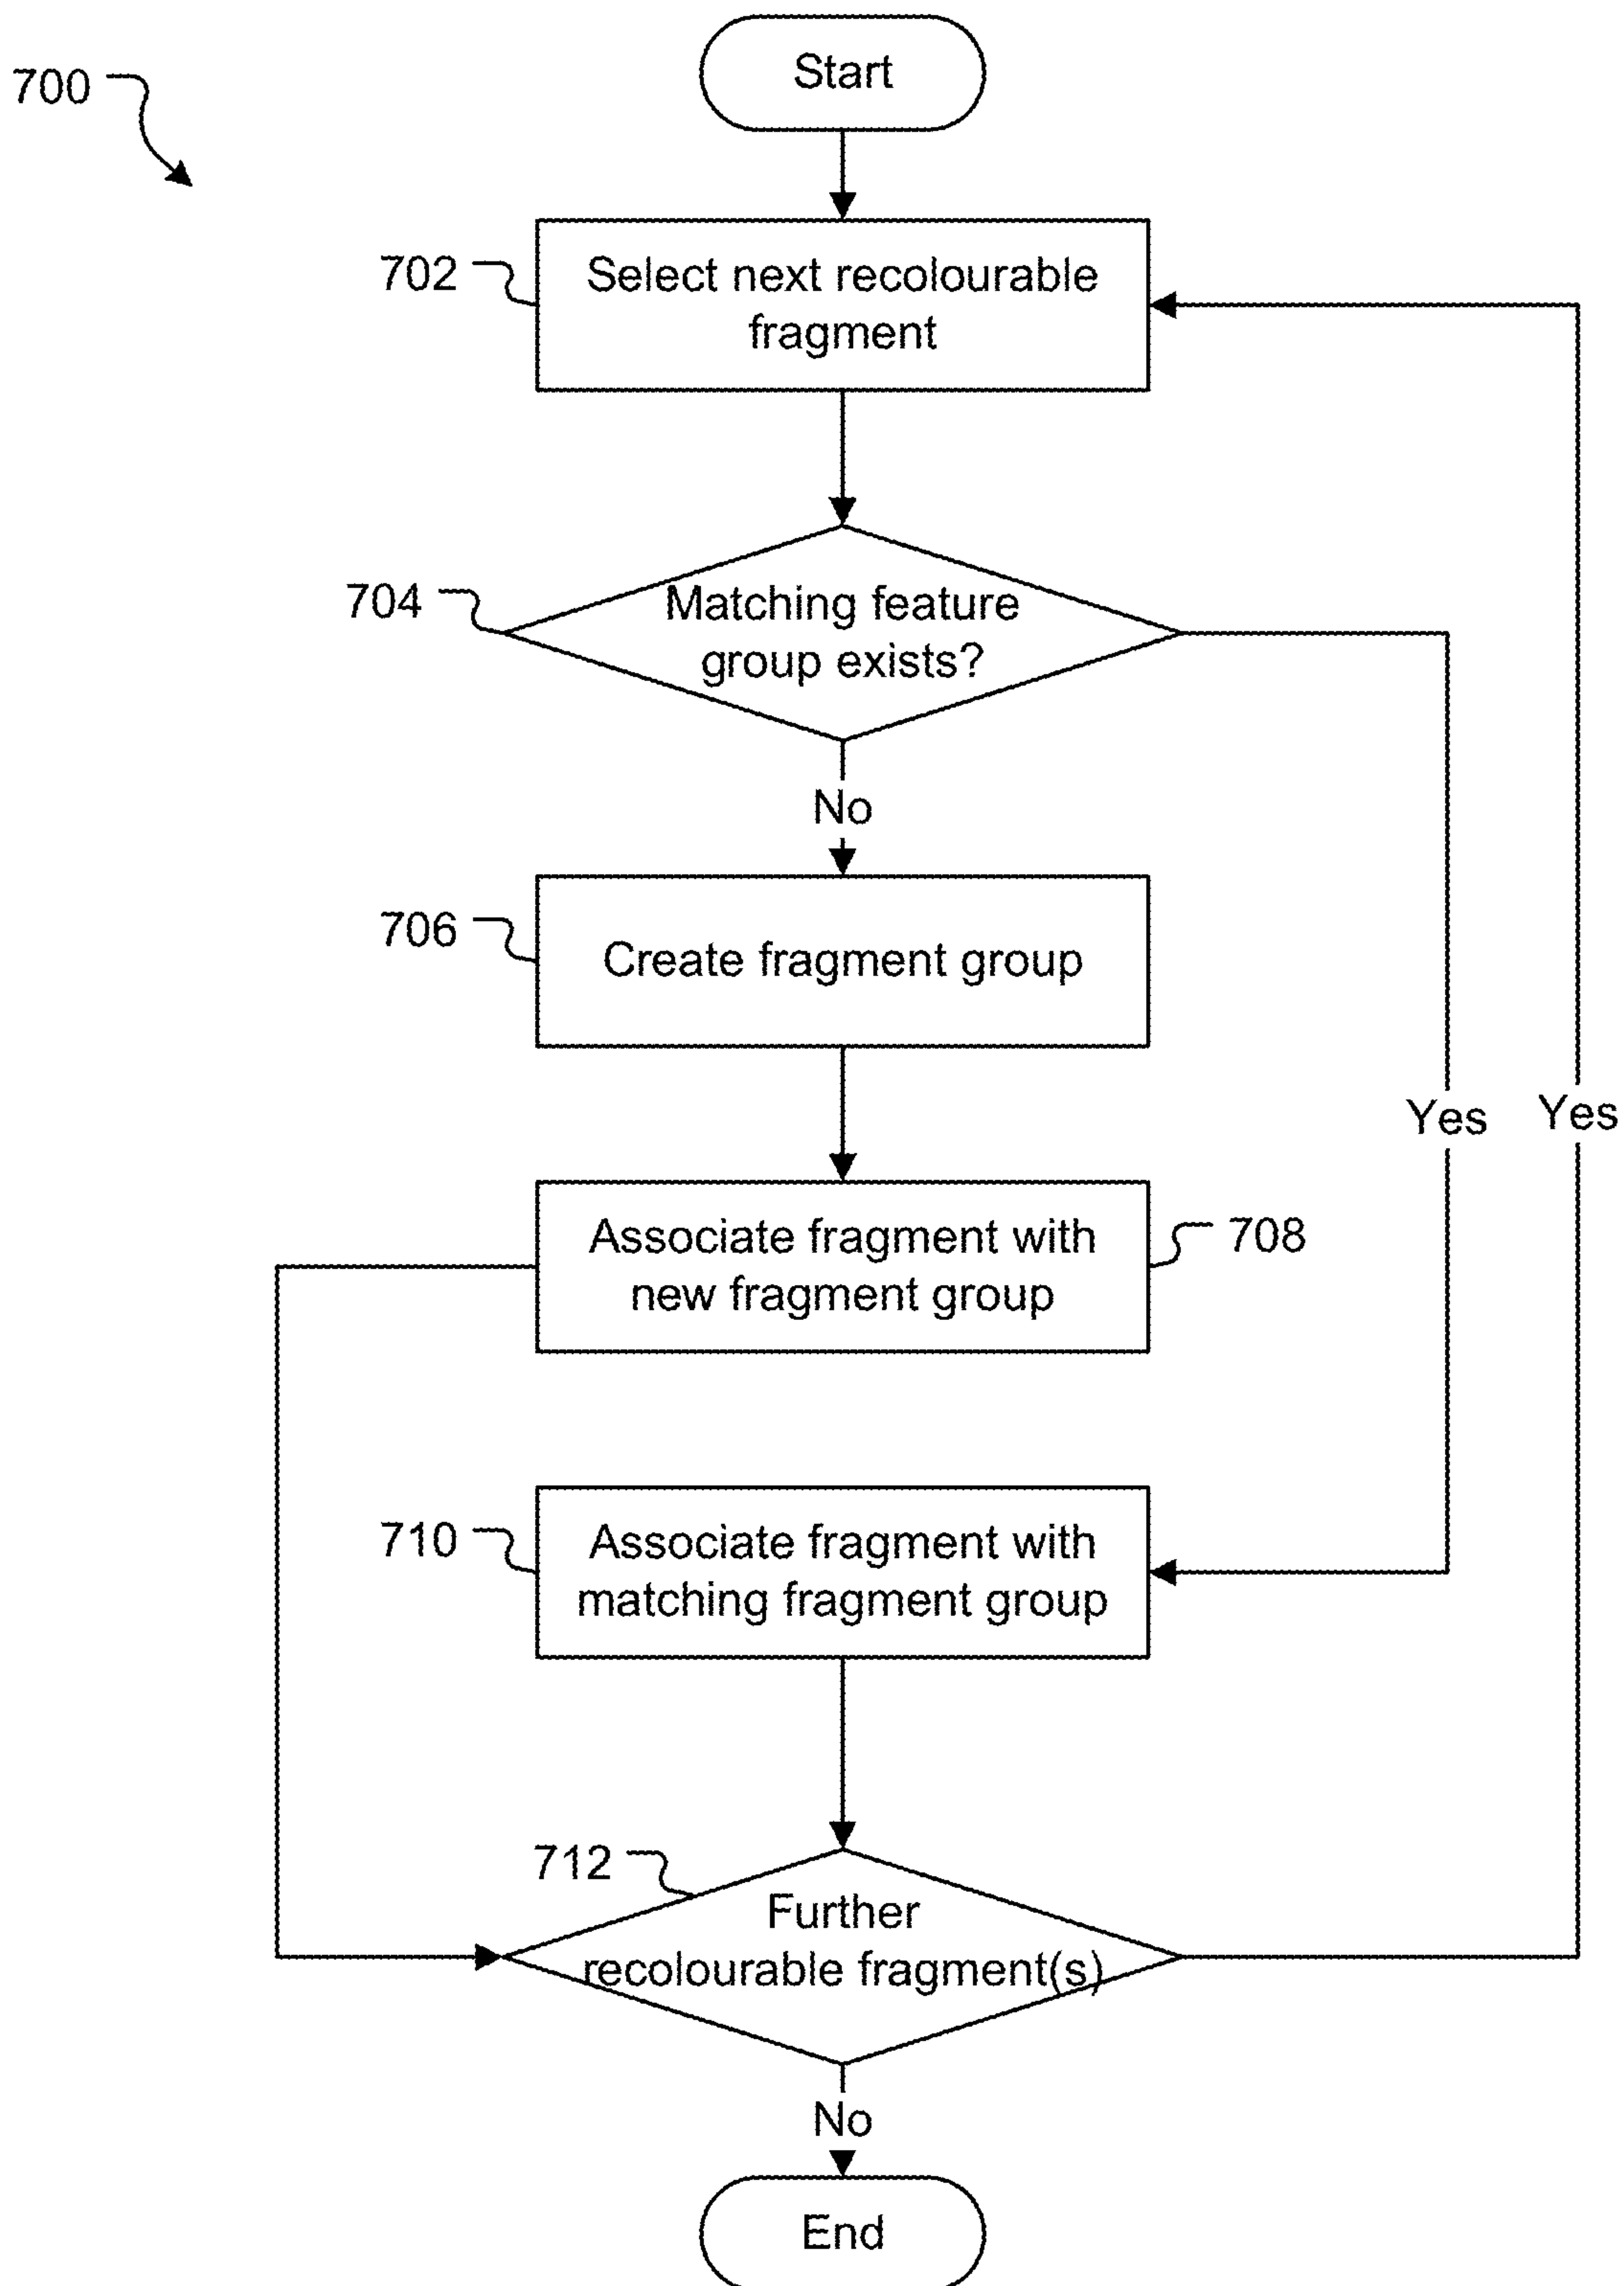 Start
700
702
Select next recolourable
fragment
704
Matching feature
group exists?
No
706
Create fragment group
Yes
Yes
Associate fragment with
new fragment group
708
710
Associate fragment with
matching fragment group
712
Further
recolourable fragment(s)
No
End